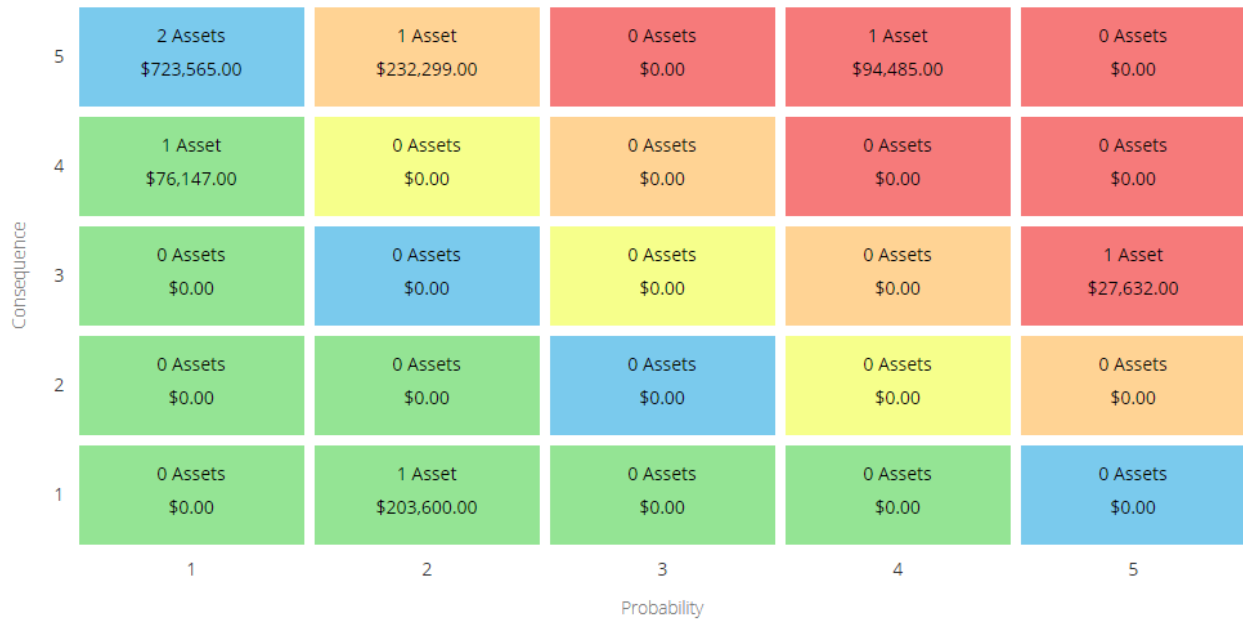 5
2 Assets
$723,565.00
1 Asset
$232,299.00
0 Assets
$0.00
1 Asset
$94,485.00
0 Assets
$0.00
4
1 Asset
$76,147.00
0 Assets
$0.00
0 Assets
$0.00
0 Assets
$0.00
0 Assets
$0.00
Consequence
3
0 Assets
$0.00
0 Assets
$0.00
0 Assets
$0.00
0 Assets
$0.00
1 Asset
$27,632.00
2
0 Assets
$0.00
0 Assets
$0.00
0 Assets
$0.00
0 Assets
$0.00
0 Assets
$0.00
1
0 Assets
$0.00
1 Asset
$203,600.00
0 Assets
$0.00
0 Assets
$0.00
0 Assets
$0.00
1
2
3
4
5
Probability